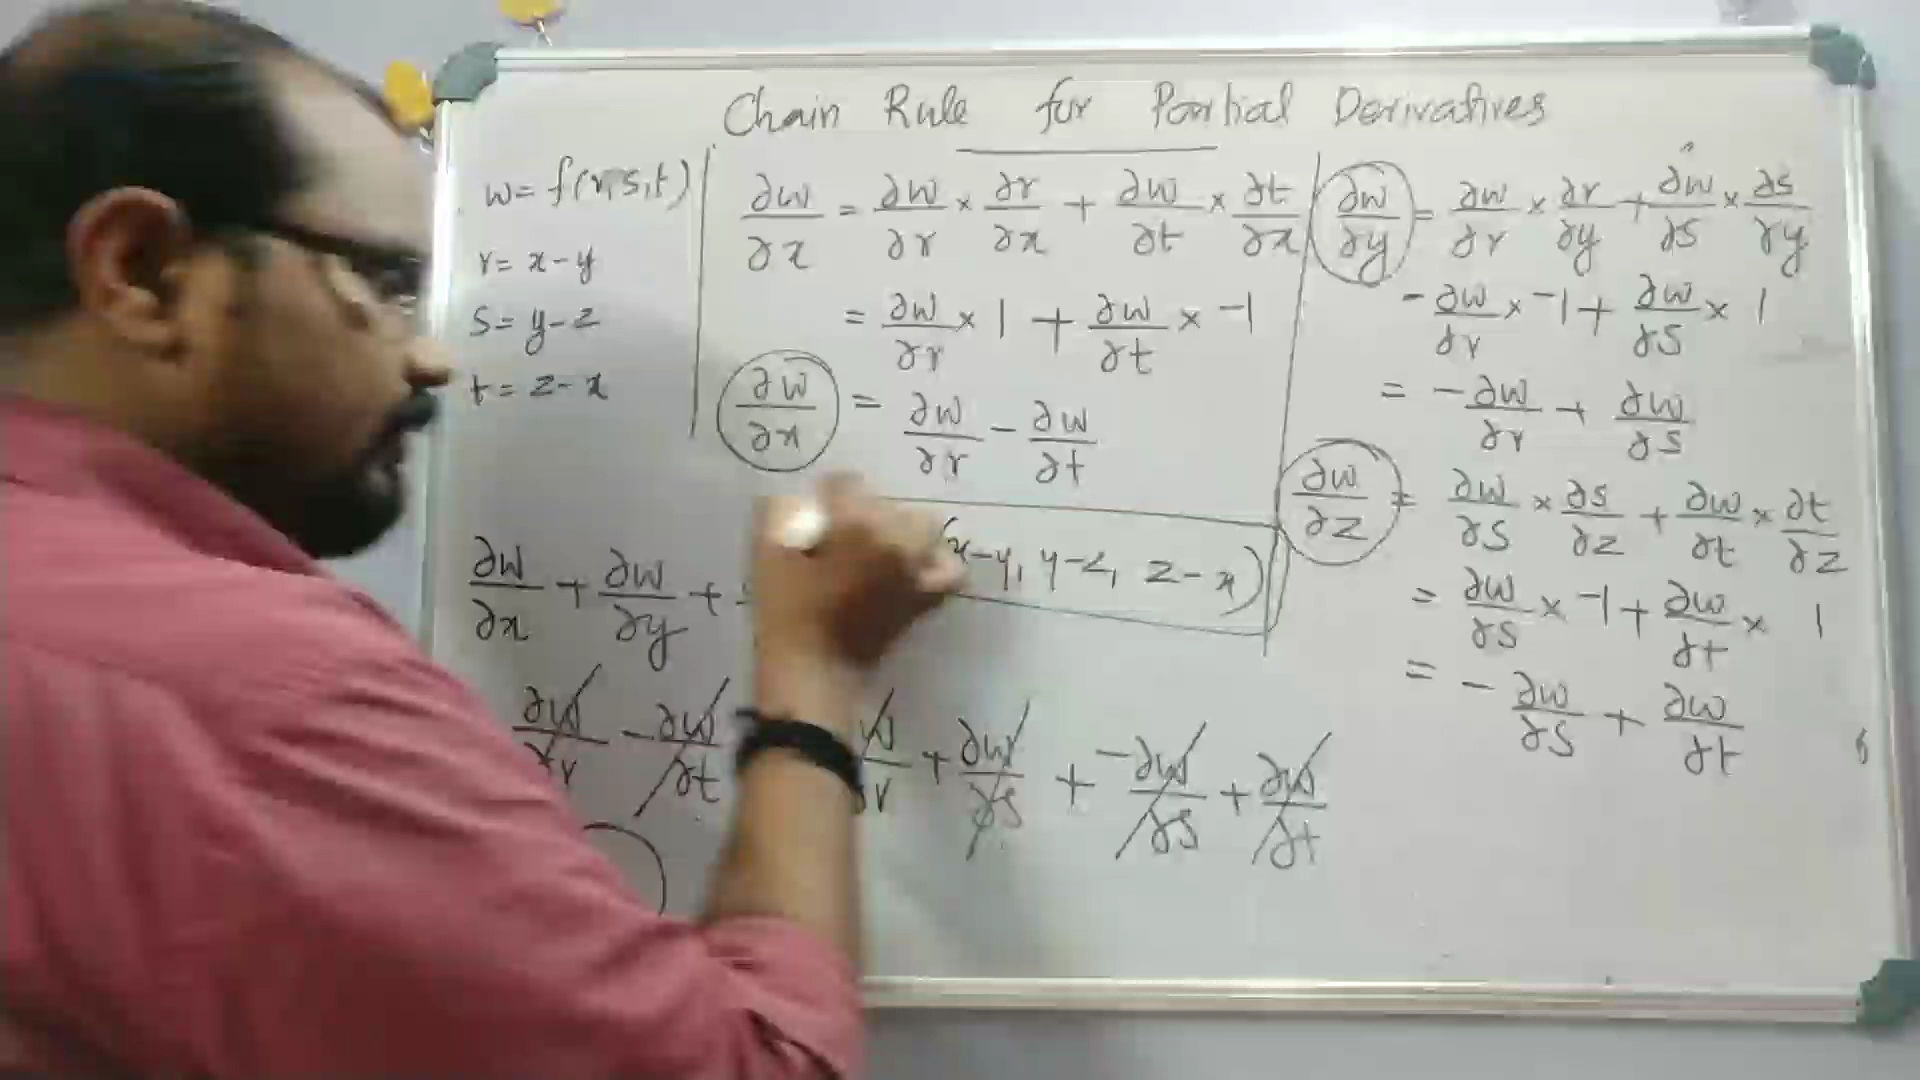 Chain Rule for Partial Derivatives
w = f(r,s,t)
r = x-y
s = y-z
t = z-x
∂w/∂x = ∂w/∂r × ∂r/∂x + ∂w/∂t × ∂t/∂x
= ∂w/∂r × 1 + ∂w/∂t × -1
∂w/∂x = ∂w/∂r - ∂w/∂t
(x-y, y-z, z-x)
∂w/∂y = ∂w/∂r × ∂r/∂y + ∂w/∂s × ∂s/∂y
- ∂w/∂r × -1 + ∂w/∂s × 1
= -∂w/∂r + ∂w/∂s
∂w/∂z = ∂w/∂s × ∂s/∂z + ∂w/∂t × ∂t/∂z
= ∂w/∂s × -1 + ∂w/∂t × 1
= -∂w/∂s + ∂w/∂t
∂w/∂x + ∂w/∂y +
∂w/∂r - ∂w/∂t + ∂w/∂s + -∂w/∂s + ∂w/∂t